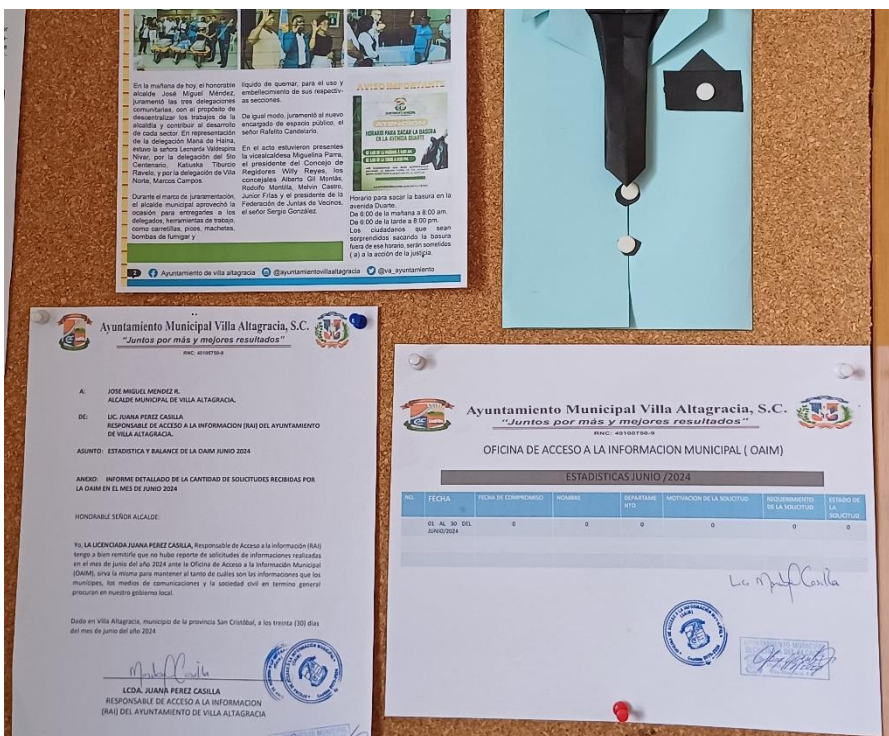 En la mañana de hoy, el honorable
alcalde José Miguel Méndez,
juramentó las tres delegaciones
comunitarias, con el propósito de
descentralizar los trabajos de la
alcaldía y contribuir al desarrollo
de cada sector. En representación
de la delegación Mana de Haina,
estuvo la señora Leonarda Valdespina
Nivar, por la delegación del 5to
Centenario, Katiuska Tiburcio
Ravelo, y por la delegación de Villa
Norte, Marcos Campos.
Durante el marco de juraramentación,
el alcalde municipal aprovechó la
ocasión para entregarles a los
delegados, herramientas de trabajo,
como carretillas, picos, machetas,
bombas de fumigar y
líquido de quemar, para el uso y
embellecimiento de sus respectiv-
as secciones.
De igual modo, juramentó al nuevo
encargado de espacio público, el
señor Rafelito Candelario.
En el acto estuvieron presentes
la vicealcaldesa Miguelina Parra,
el presidente del Concejo de
Regidores Willy Reyes, los
concejales Alberto Gil Montás,
Rodolfo Montilla, Melvin Castro,
Junior Frías y el presidente de la
Federación de Juntas de Vecinos,
el señor Sergio González.
AVISO IMPORTANTE
HORARIO PARA SACAR LA BASURA
EN LA AVENIDA DUARTE
Horario para sacar la basura en la
avenida Duarte.
De 6:00 de la mañana a 8:00 am.
De 6:00 de la tarde a 8:00 pm.
Los ciudadanos que sean
sorprendidos sacando la basura
fuera de ese horario, serán sometidos
( a) a la acción de la justicia.
2 Ayuntamiento de villa altagracia @ayuntamientovillaaltagracia @va_ayuntamiento
Ayuntamiento Municipal Villa Altagracia, S.C.
"Juntos por más y mejores resultados"
RNC: 40100750-9
A: JOSE MIGUEL MENDEZ R.
ALCALDE MUNICIPAL DE VILLA ALTAGRACIA.
DE: LIC. JUANA PEREZ CASILLA
RESPONSABLE DE ACCESO A LA INFORMACION (RAI) DEL AYUNTAMIENTO
DE VILLA ALTAGRACIA.
ASUNTO: ESTADISTICA Y BALANCE DE LA OAIM JUNIO 2024
ANEXO: INFORME DETALLADO DE LA CANTIDAD DE SOLICITUDES RECIBIDAS POR
LA OAIM EN EL MES DE JUNIO 2024
HONORABLE SEÑOR ALCALDE:
Yo, LA LICENCIADA JUANA PEREZ CASILLA, Responsable de Acceso a la información (RAI)
tengo a bien remitirle que no hubo reporte de solicitudes de informaciones realizadas
en el mes de junio del año 2024 ante la Oficina de Acceso a la Información Municipal
(OAIM), sirva la misma para mantener al tanto de cuáles son las informaciones que los
munícipes, los medios de comunicaciones y la sociedad civil en termino general
procuran en nuestro gobierno local.
Dada en Villa Altagracia, municipio de la provincia San Cristóbal, a los treinta (30) días
del mes de junio del año 2024
LCDA. JUANA PEREZ CASILLA
RESPONSABLE DE ACCESO A LA INFORMACION
(RAI) DEL AYUNTAMIENTO DE VILLA ALTAGRACIA
Ayuntamiento Municipal Villa Altagracia, S.C.
"Juntos por más y mejores resultados"
RNC: 40100750-9
OFICINA DE ACCESO A LA INFORMACION MUNICIPAL ( OAIM)
ESTADISTICAS JUNIO /2024
NO. FECHA FECHA DE COMPROMISO NOMBRE DEPARTAME NTO MOTIVACION DE LA SOLICITUD REQUERIMIENTO DE LA SOLICITUD ESTADO DE LA SOLICITUD
01 AL 30 DEL JUNIO/2024 0 0 0 0 0 0